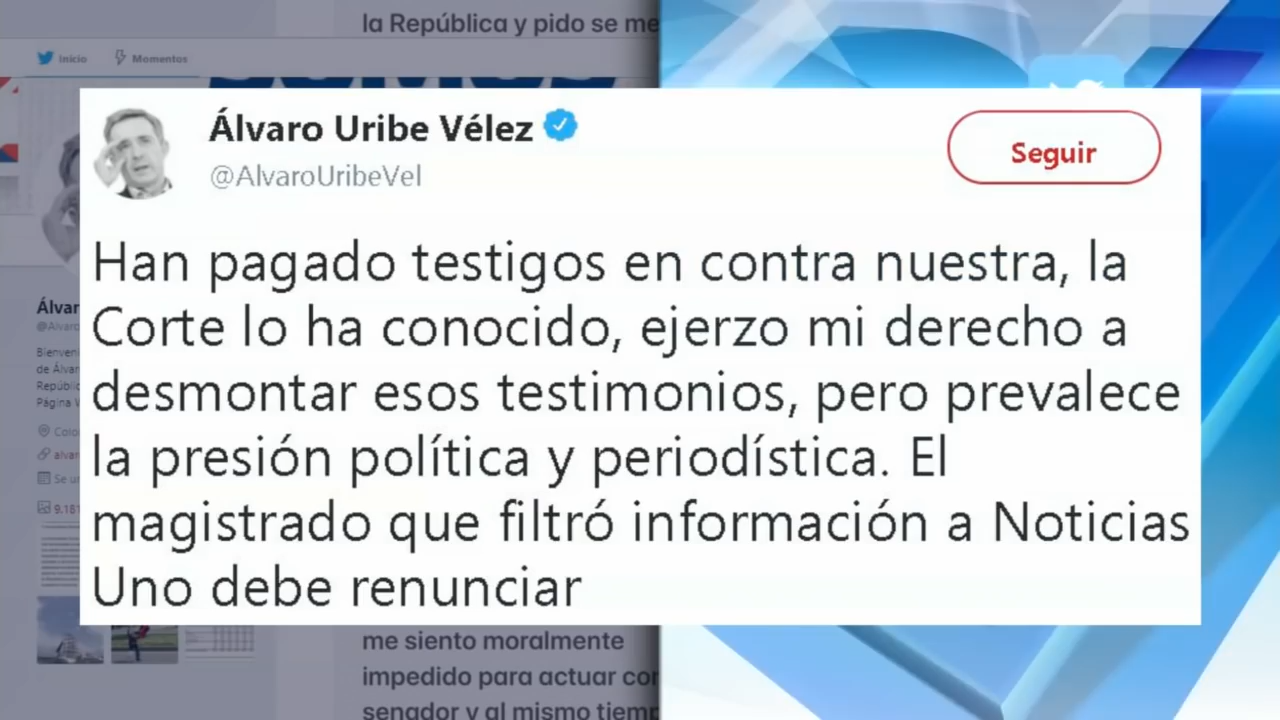 la República y pido se me
Inicio Momentos
Álvaro Uribe Vélez
@AlvaroUribeVel
Seguir
Han pagado testigos en contra nuestra, la
Corte lo ha conocido, ejerzo mi derecho a
desmontar esos testimonios, pero prevalece
la presión política y periodística. El
magistrado que filtró información a Noticias
Uno debe renunciar
me siento moralmente
impedido para actuar
senador y al mismo